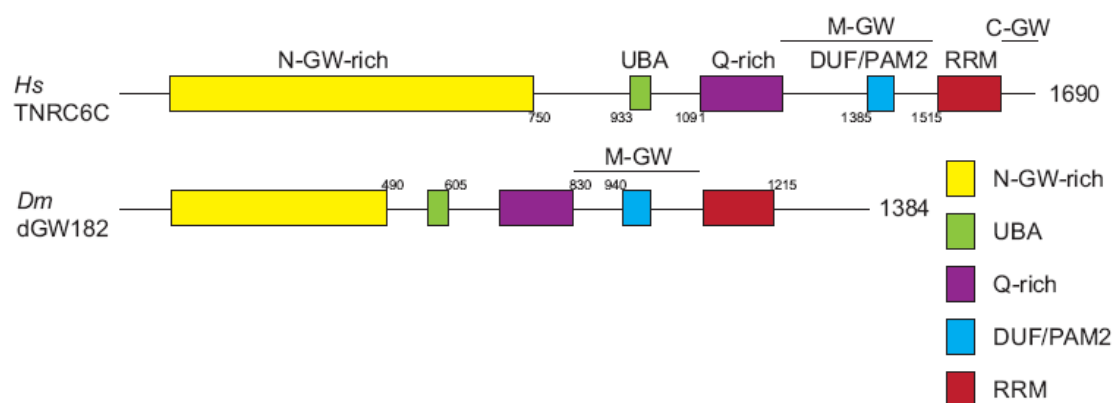 M-GW
C-GW
N-GW-rich UBA Q-rich DUF/PAM2 RRM
Hs
TNRC6C
1690
750 933 1091 1385 1515
M-GW
490 605 830 940 1215
Dm
dGW182
1384
N-GW-rich
UBA
Q-rich
DUF/PAM2
RRM